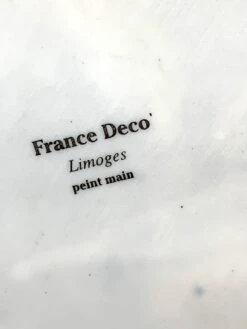 France Deco'
Limoges
peint main